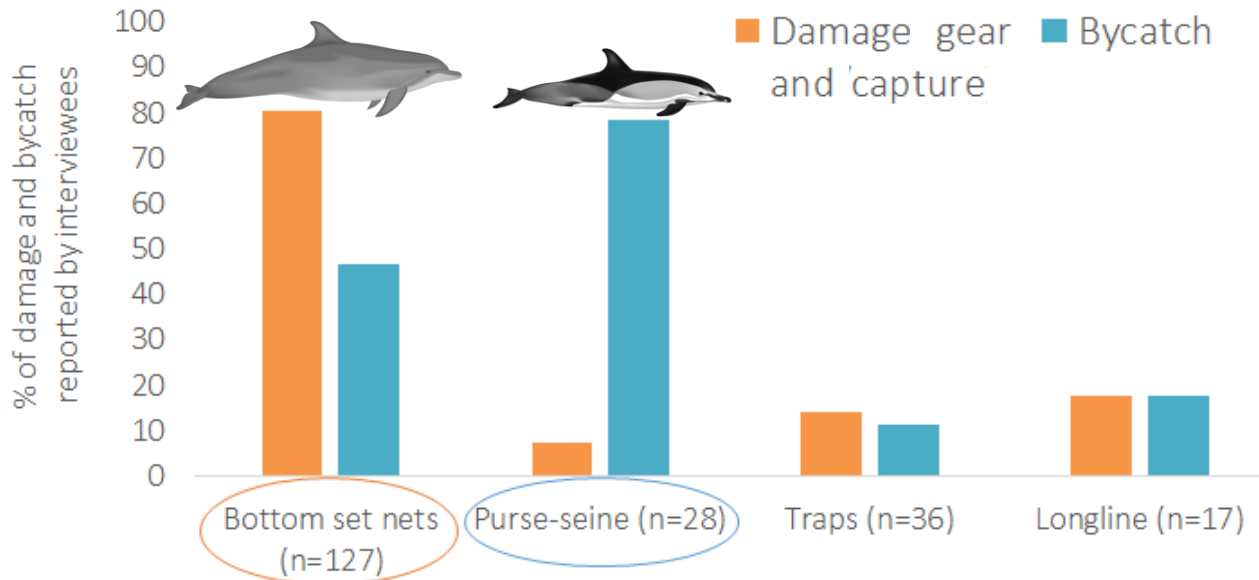 % of damage and bycatch
reported by interviewees
100
90
80
70
60
50
40
30
20
10
0
Damage gear
and 'capture
Bycatch
Bottom set nets
(n=127)
Purse-seine (n=28)
Traps (n=36)
Longline (n=17)